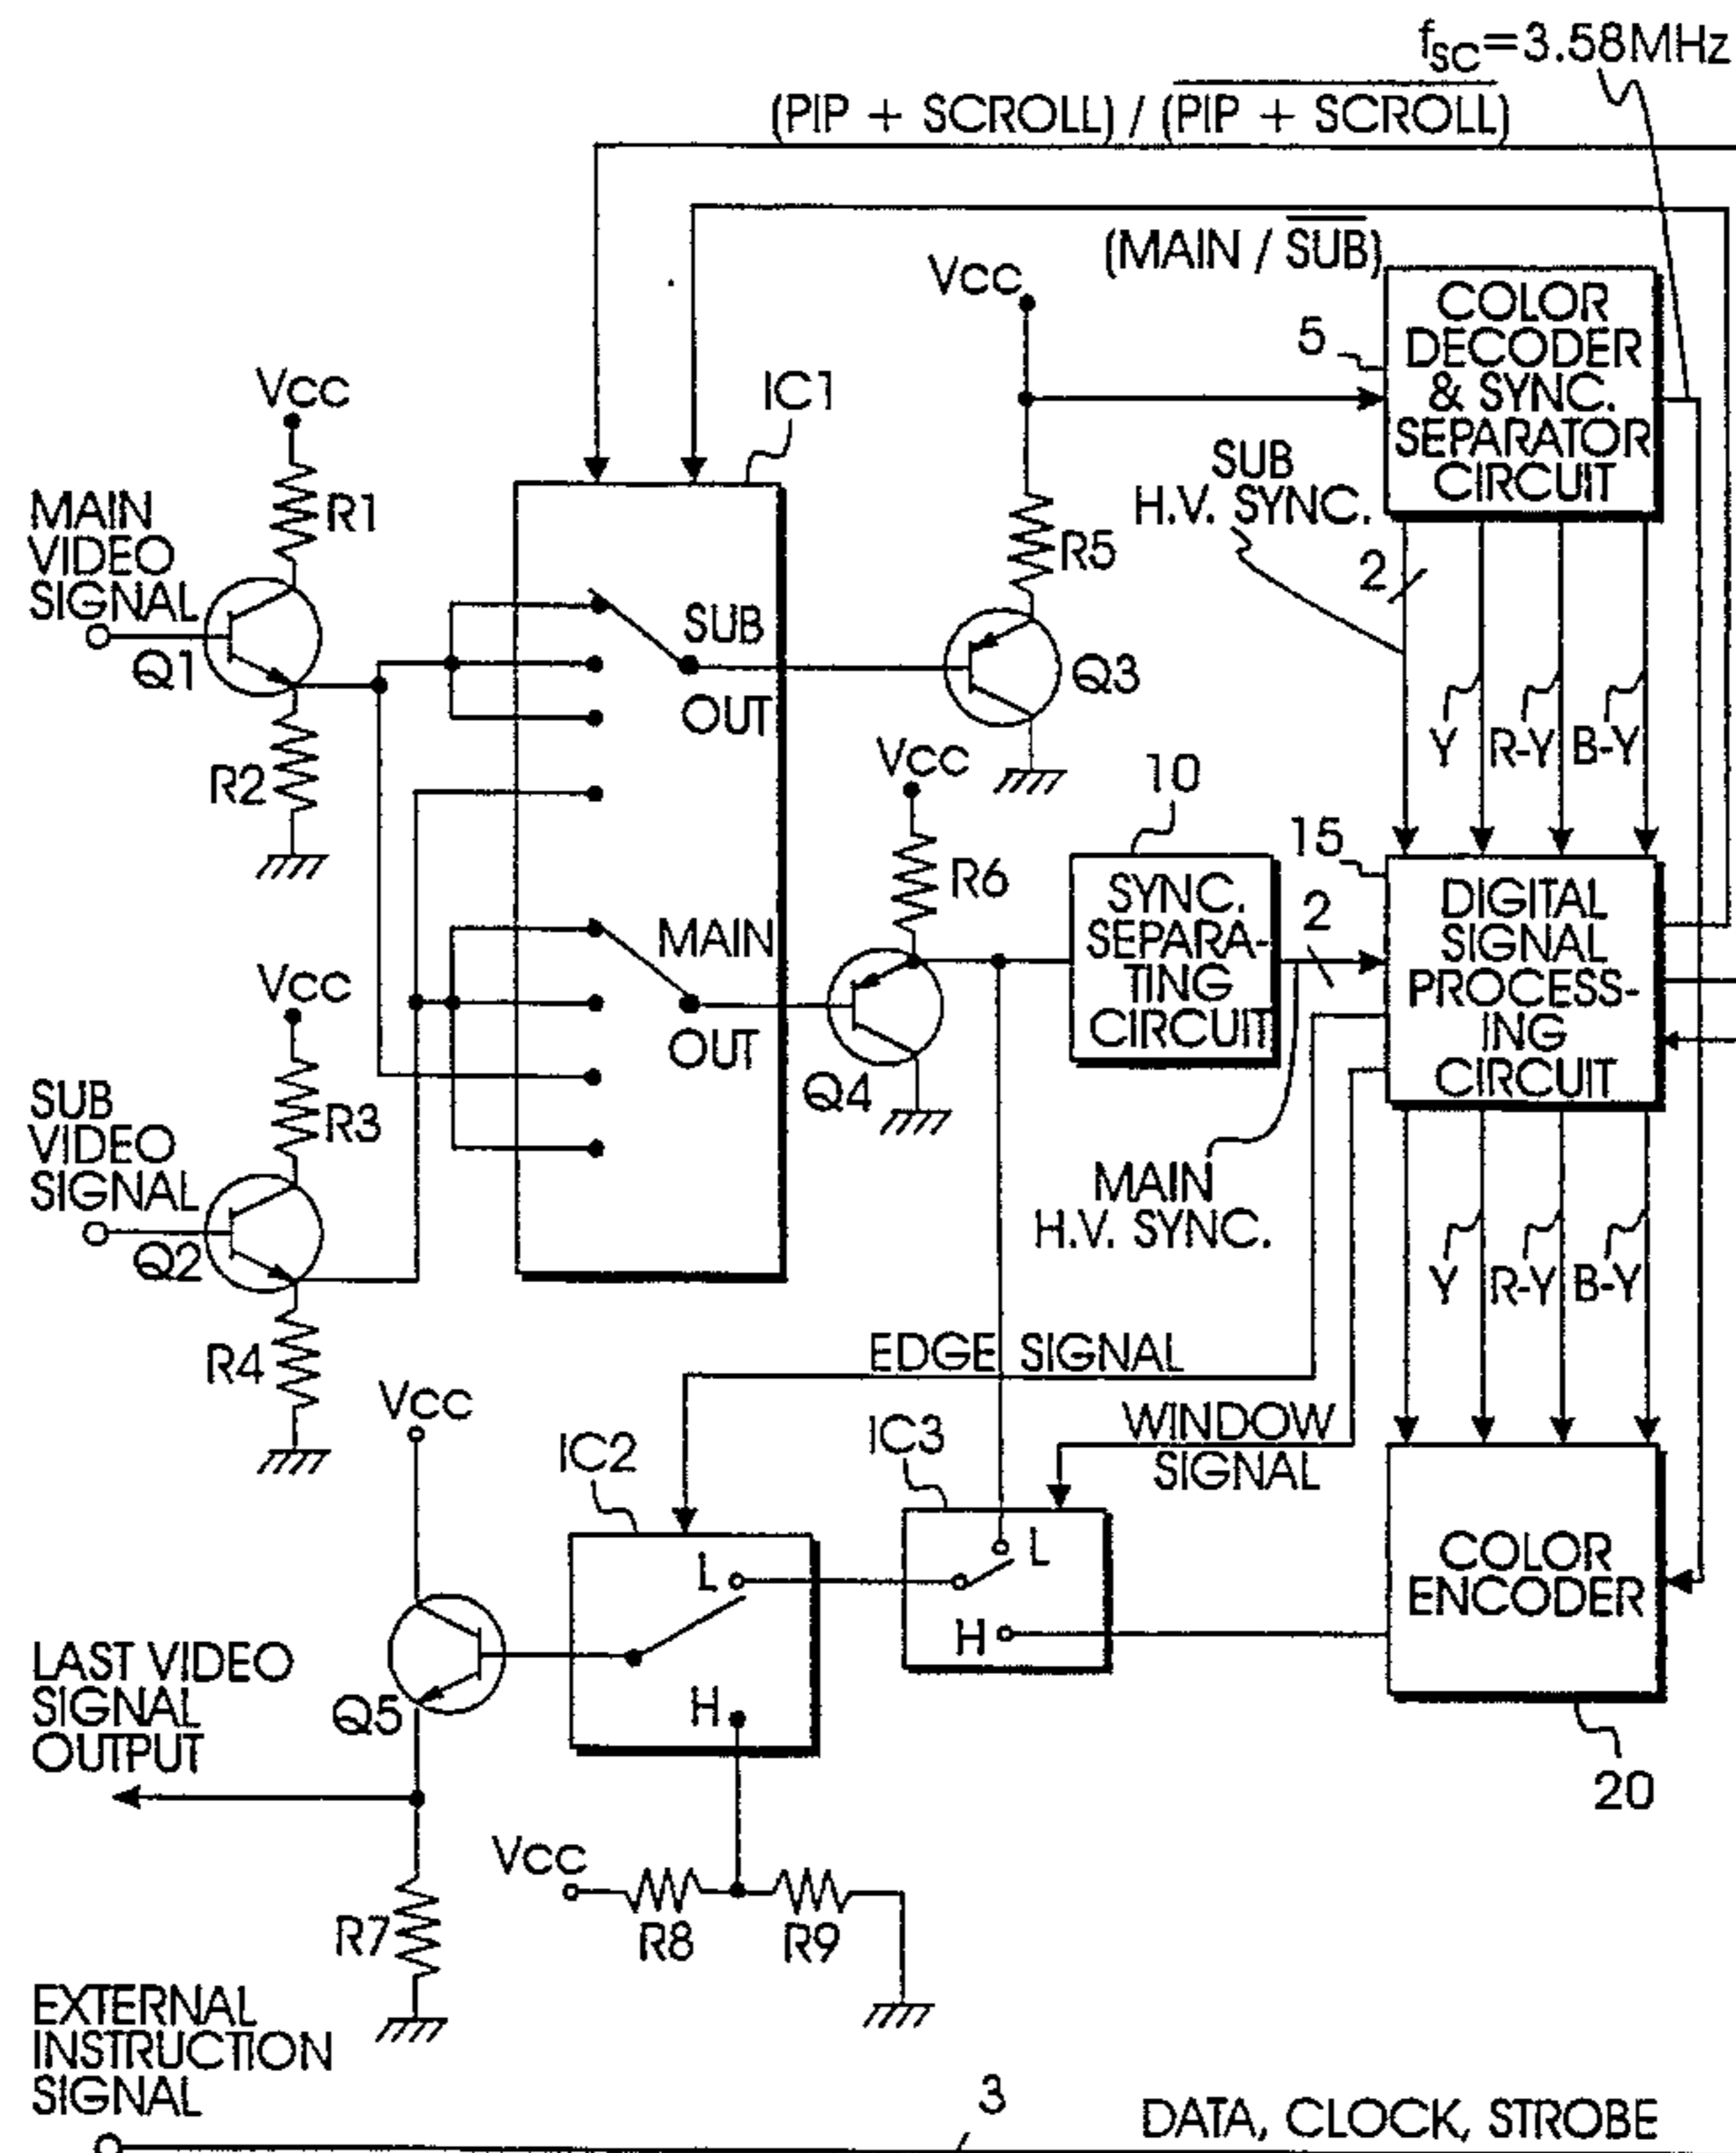 fSC=3.58MHz
(PIP + SCROLL) / (PIP + SCROLL)
(MAIN / SUB)
VCC
COLOR
DECODER
& SYNC.
SEPARATOR
CIRCUIT
5
VCC
IC1
SUB
H.V. SYNC.
MAIN
VIDEO
SIGNAL
R1
R5
2
Q1
SUB
OUT
Q3
Y
R-Y
B-Y
R2
VCC
10
15
R6
SYNC.
SEPARA-
TING
CIRCUIT
2
DIGITAL
SIGNAL
PROCESS-
ING
CIRCUIT
MAIN
OUT
VCC
Q4
SUB
VIDEO
SIGNAL
R3
MAIN
H.V. SYNC.
Q2
Y
R-Y
B-Y
R4
EDGE SIGNAL
VCC
IC2
IC3
WINDOW
SIGNAL
L
L
H
COLOR
ENCODER
LAST VIDEO
SIGNAL
OUTPUT
Q5
H
20
VCC
R7
R8
R9
EXTERNAL
INSTRUCTION
SIGNAL
3
DATA, CLOCK, STROBE